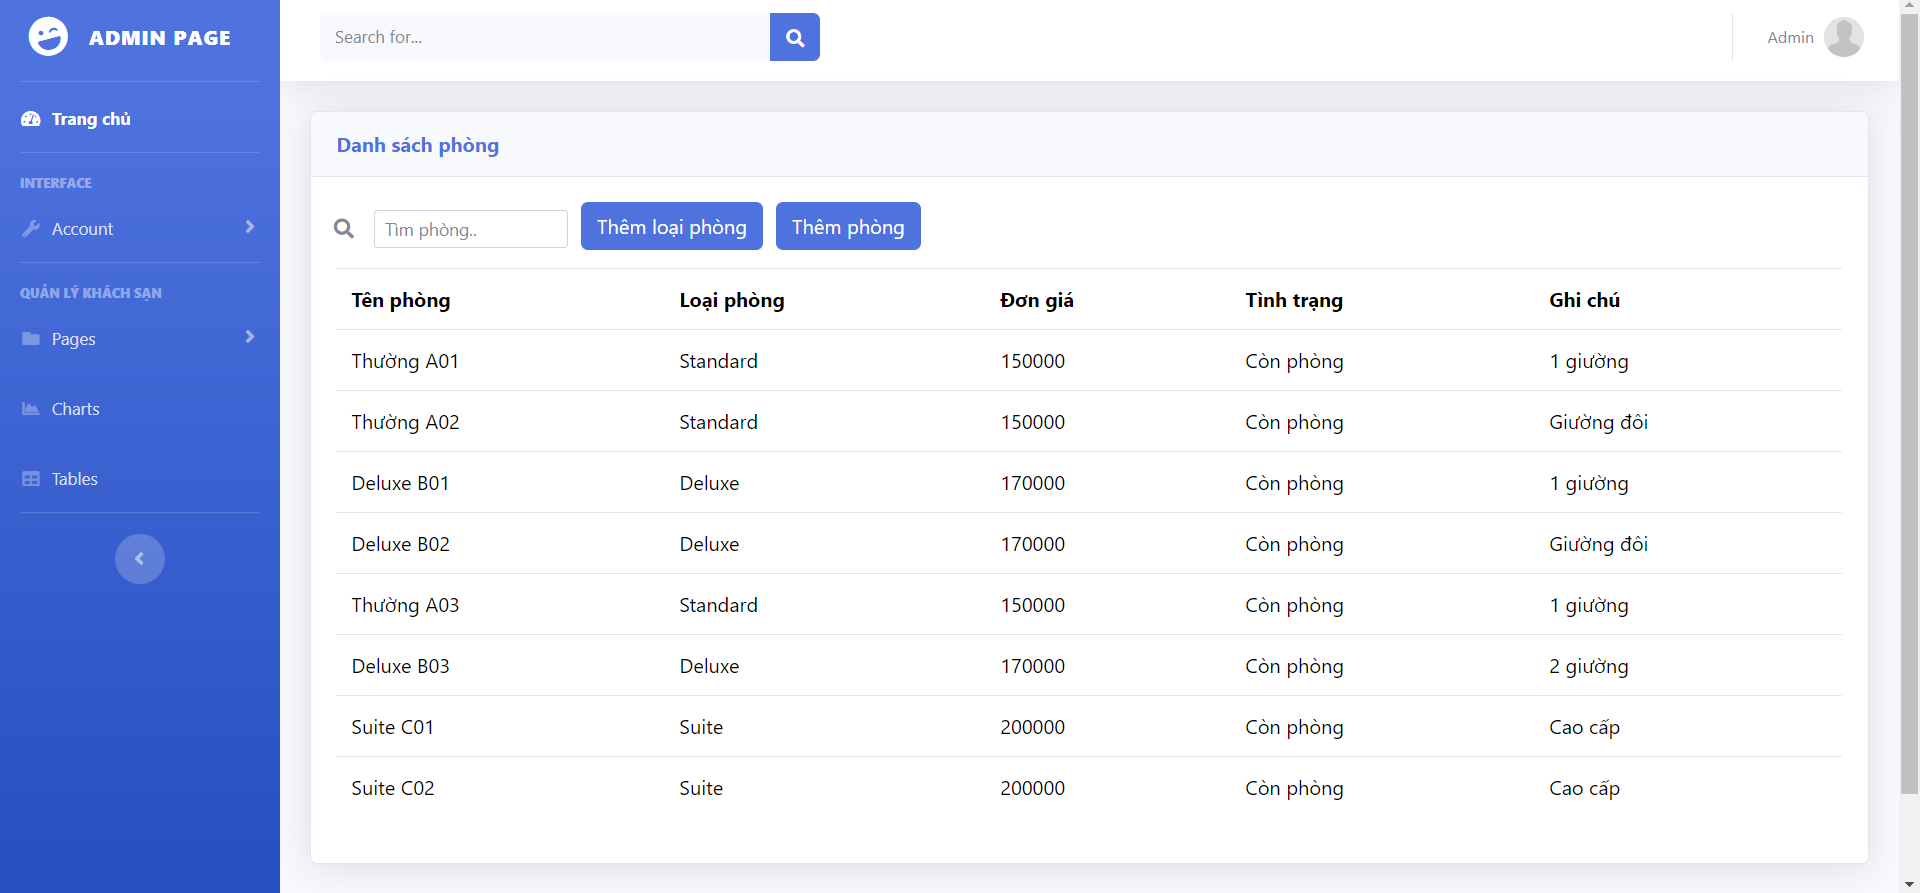 ADMIN PAGE
Search for...
Admin
Trang chủ
INTERFACE
Account
QUẢN LÝ KHÁCH SẠN
Pages
Charts
Tables
Danh sách phòng
Tìm phòng.. Thêm loại phòng Thêm phòng
Tên phòng Loại phòng Đơn giá Tình trạng Ghi chú
Thường A01 Standard 150000 Còn phòng 1 giường
Thường A02 Standard 150000 Còn phòng Giường đôi
Deluxe B01 Deluxe 170000 Còn phòng 1 giường
Deluxe B02 Deluxe 170000 Còn phòng Giường đôi
Thường A03 Standard 150000 Còn phòng 1 giường
Deluxe B03 Deluxe 170000 Còn phòng 2 giường
Suite C01 Suite 200000 Còn phòng Cao cấp
Suite C02 Suite 200000 Còn phòng Cao cấp